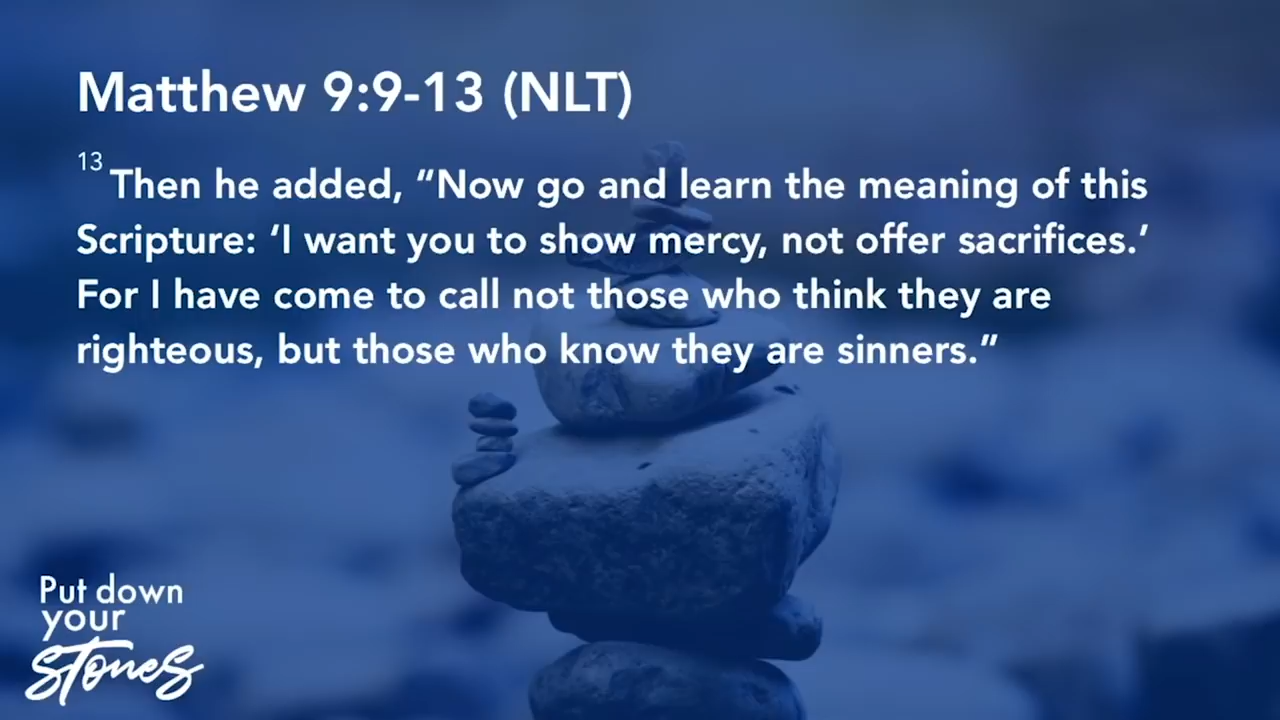 Matthew 9:9-13 (NLT)
13 Then he added, “Now go and learn the meaning of this
Scripture: ‘I want you to show mercy, not offer sacrifices.’
For I have come to call not those who think they are
righteous, but those who know they are sinners.”
Put down
your
Stones